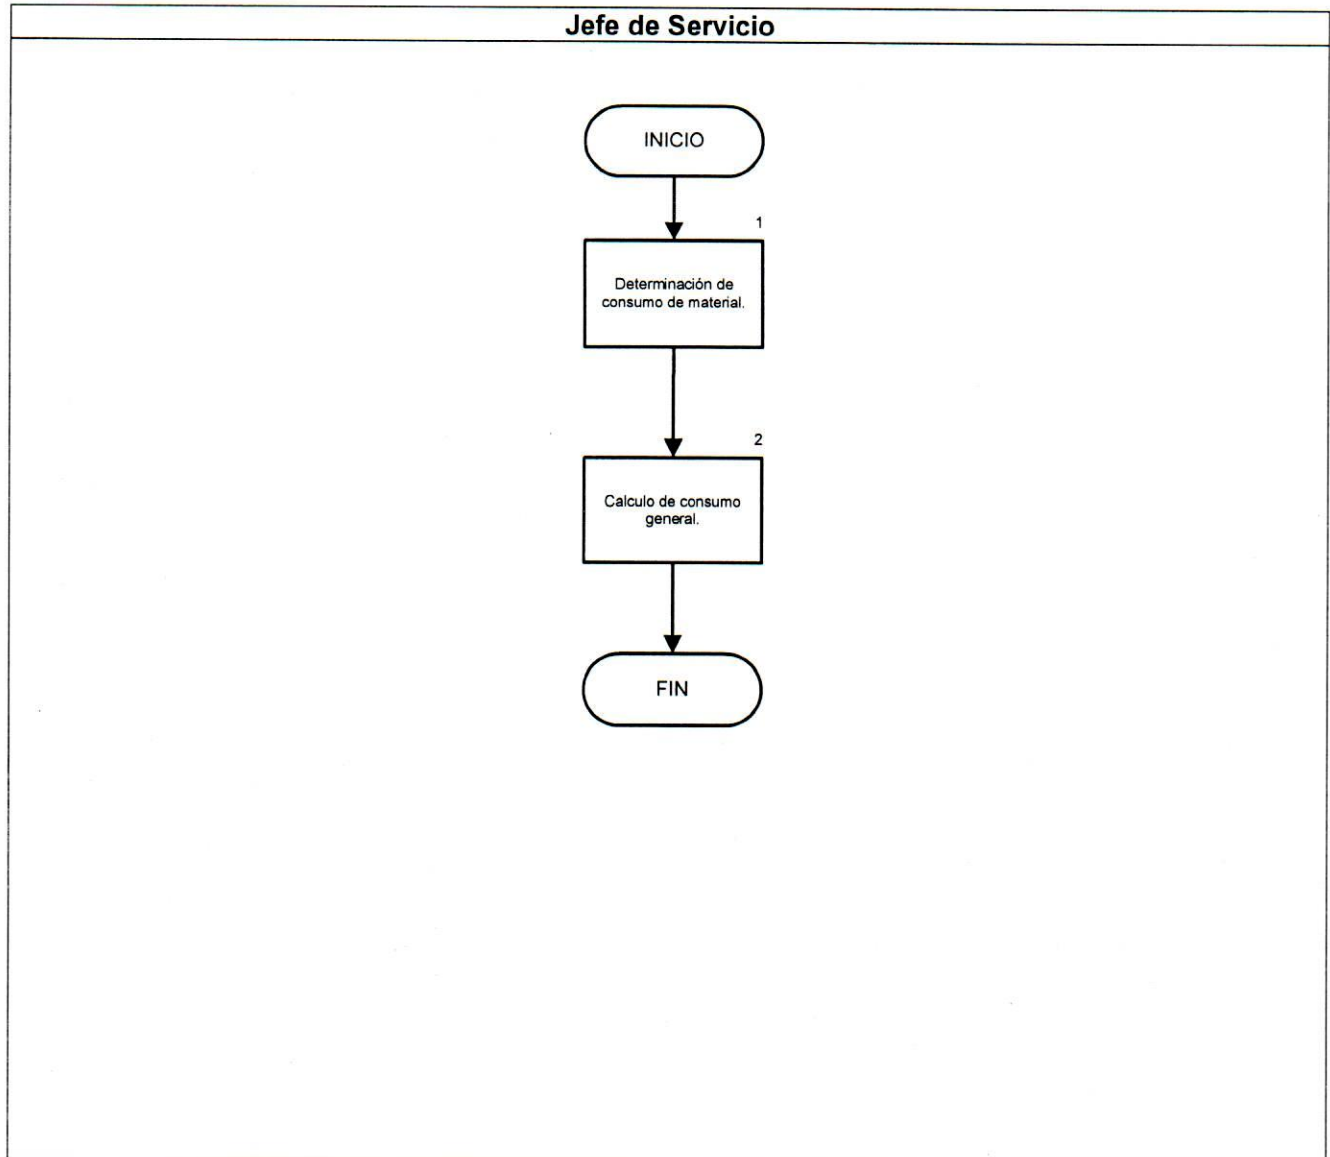 Jefe de Servicio
INICIO
1
Determinación de
consumo de material.
2
Calculo de consumo
general.
FIN